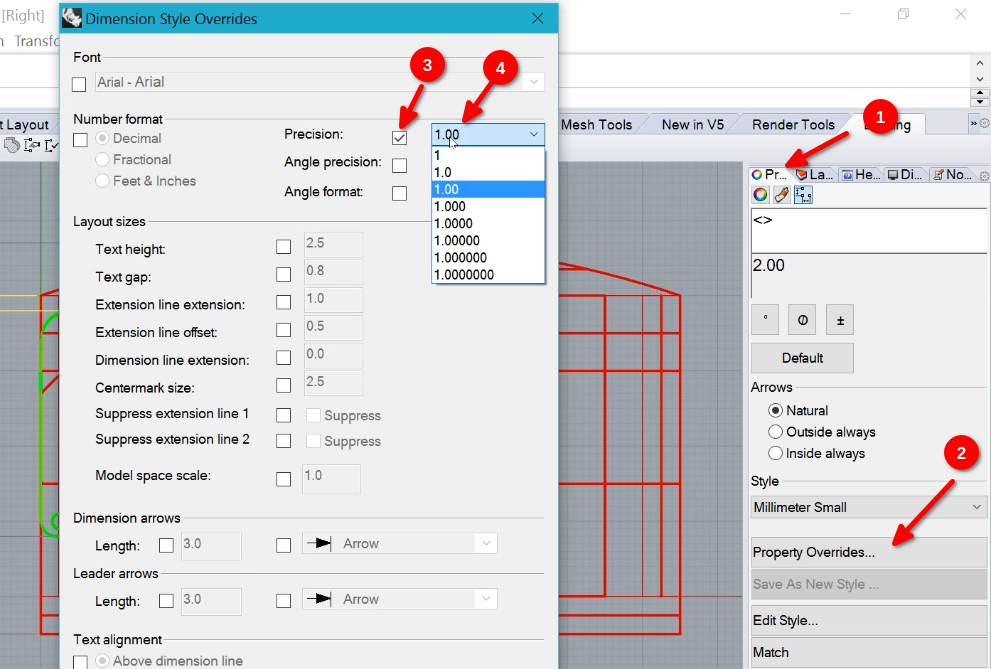 [Right]
Dimension Style Overrides
Transfo
Font
Arial - Arial
3
4
1
Number format
Decimal
Fractional
Feet & Inches
Precision:
1.00
Angle precision:
Angle format:
1
1.0
1.00
1.000
1.0000
1.00000
1.000000
1.0000000
t Layout
Mesh Tools
New in V5
Render Tools
Pr...
La...
He...
Di...
No...
<>
2.00
°
±
Default
Arrows
Natural
Outside always
Inside always
2
Style
Millimeter Small
Property Overrides...
Save As New Style ...
Edit Style...
Match
Layout sizes
Text height:
2.5
Text gap:
0.8
Extension line extension:
1.0
Extension line offset:
0.5
Dimension line extension:
0.0
Centermark size:
2.5
Suppress extension line 1
Suppress
Suppress extension line 2
Suppress
Model space scale:
1.0
Dimension arrows
Length:
3.0
Arrow
Leader arrows
Length:
3.0
Arrow
Text alignment
Above dimension line